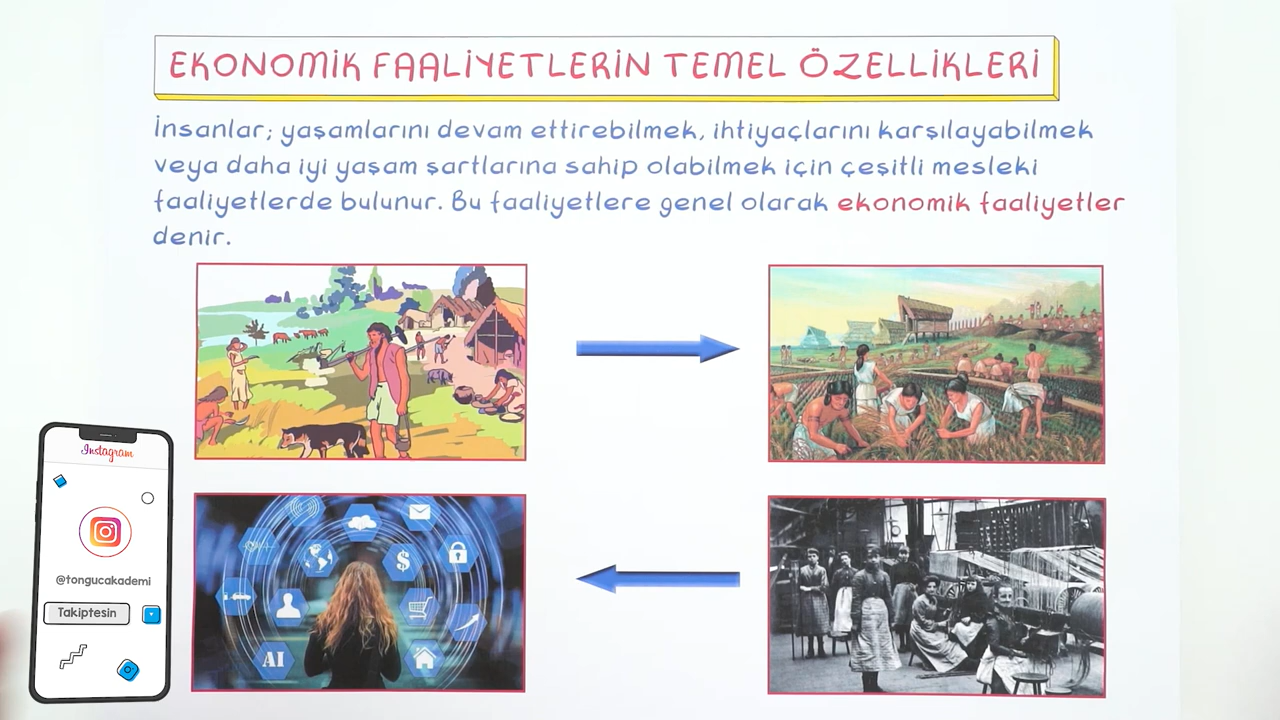 EKONOMİK FAALİYETLERİN TEMEL ÖZELLİKLERİ
İnsanlar; yaşamlarını devam ettirebilmek, ihtiyaçlarını karşılayabilmek
veya daha iyi yaşam şartlarına sahip olabilmek için çeşitli mesleki
faaliyetlerde bulunur. Bu faaliyetlere genel olarak ekonomik faaliyetler
denir.
Instagram
@tongucakademi
Takiptesin
$
AI